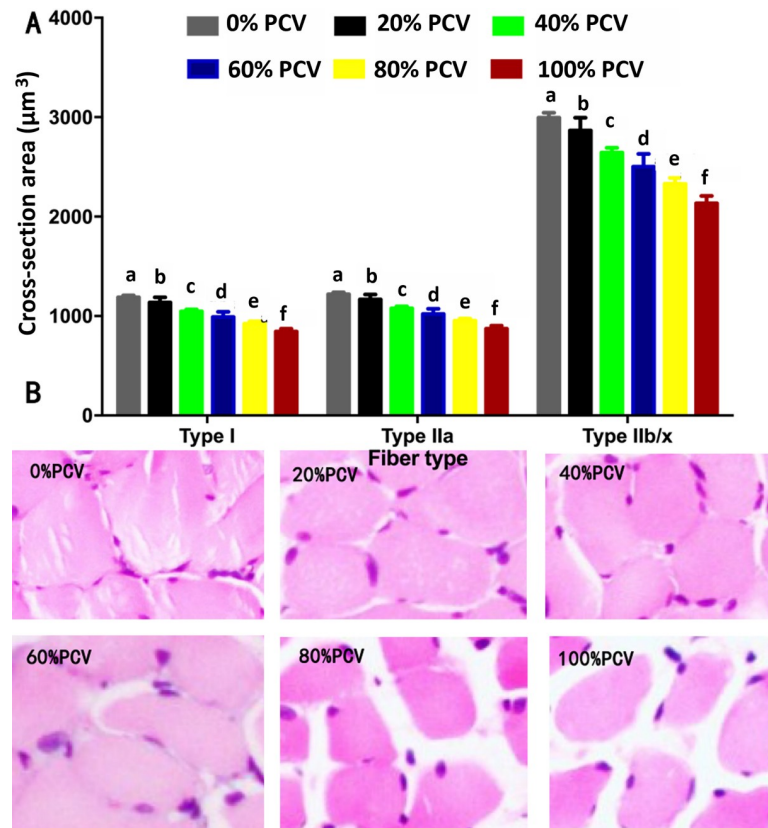 A
4000
0% PCV 20% PCV 40% PCV
60% PCV 80% PCV 100% PCV
Cross-section area (μm³)
3000
2000
1000
0
a b c d e f
a b c d e f
a b c d e f
Type I Type IIa Type IIb/x
Fiber type
B
0%PCV 20%PCV 40%PCV
60%PCV 80%PCV 100%PCV